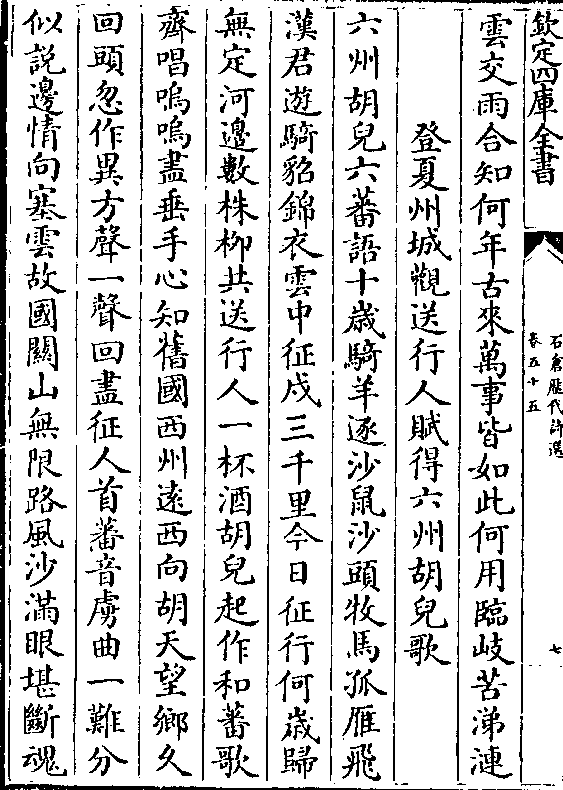 欽定四庫全書
石倉歷代詩選
卷五十五
七
雲交雨合知何年古來萬事皆如此何用臨岐苦涕漣
登夏州城觀送行人賦得六州胡兒歌
六州胡兒六蕃語十歲騎羊逐沙鼠沙頭牧馬孤雁飛
漢君遊騎貂錦衣雲中征戍三千里今日征行何歲歸
無定河邊數株柳共送行人一杯酒胡兒起作和蕃歌
齊唱嗚嗚盡垂手心知舊國西州遠西向胡天望鄉久
回頭忽作異方聲一聲回盡征人首蕃音虜曲一難分
似說邊情向塞雲故國關山無限路風沙滿眼堪斷魂